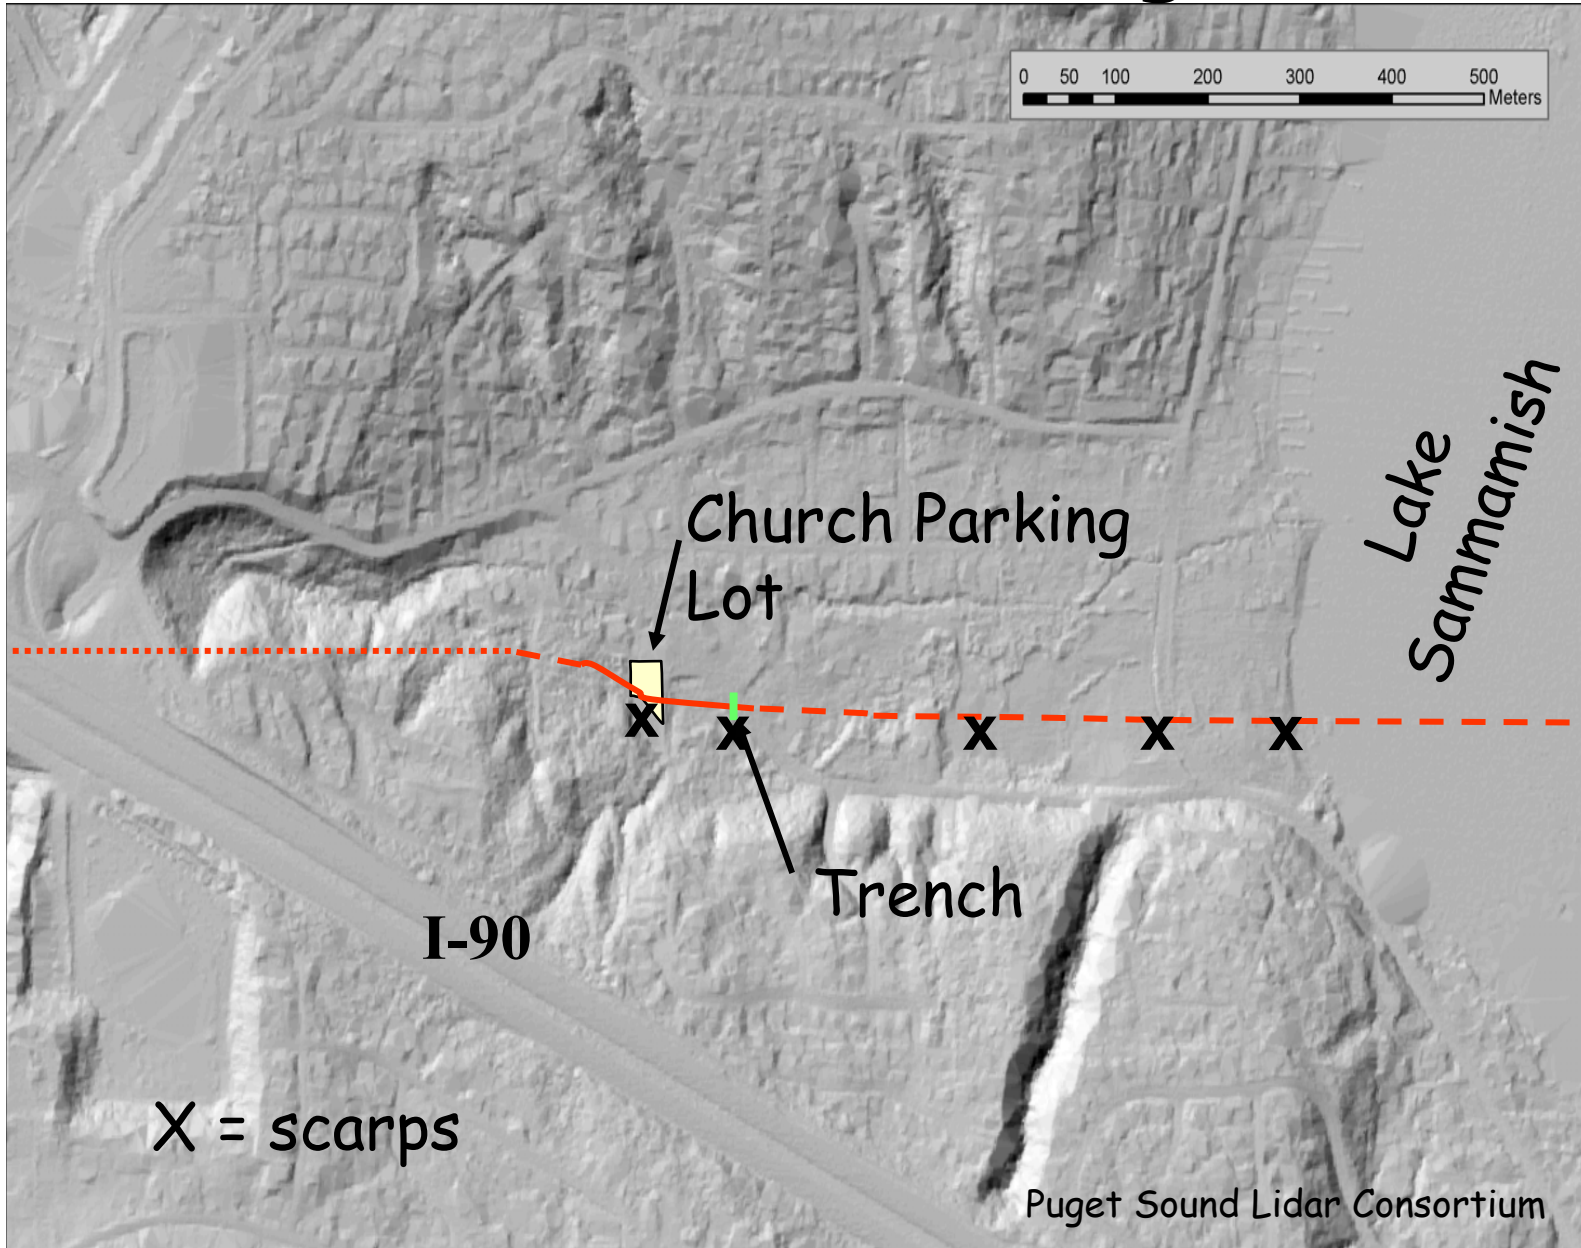 0 50 100 200 300 400 500
Meters
Lake
Sammamish
Church Parking
Lot
X X X X X
Trench
I-90
X = scarps
Puget Sound Lidar Consortium